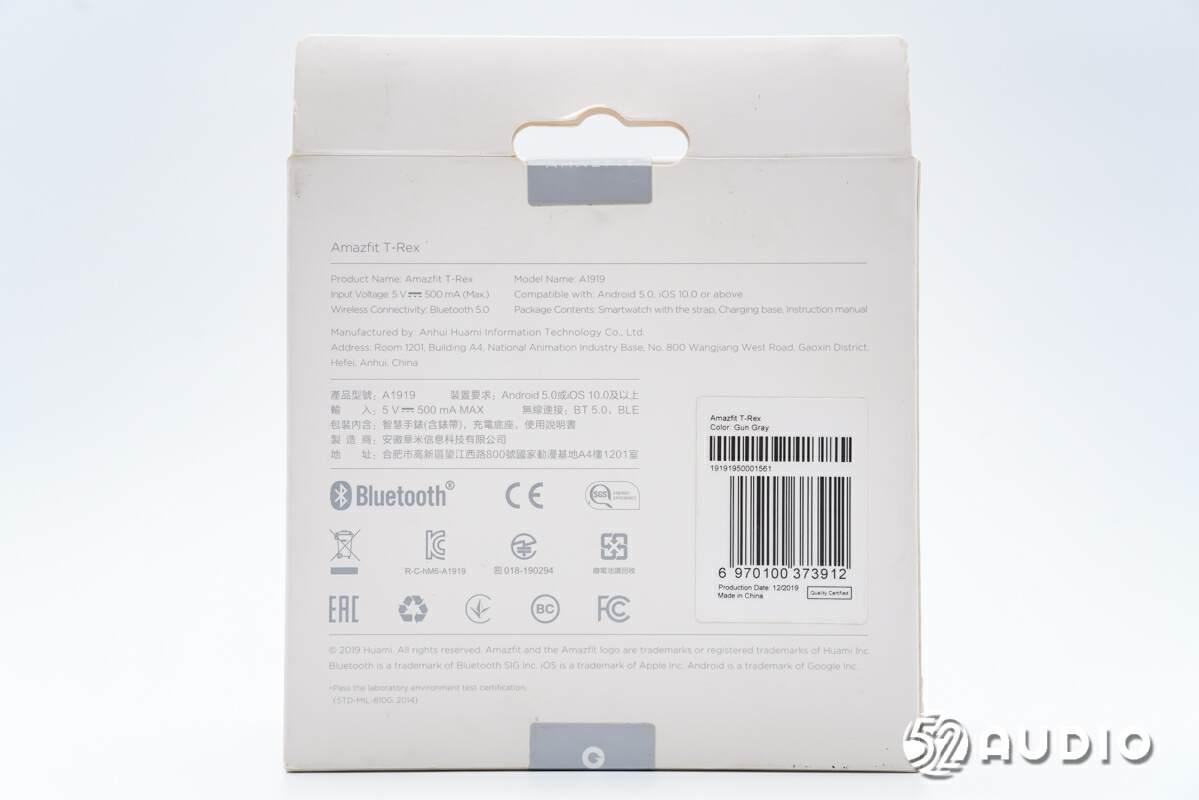 Amazfit T-Rex
Product Name: Amazfit T-Rex Model Name: A1919
Input Voltage: 5 V⎓ 500 mA (Max.) Compatible with: Android 5.0, iOS 10.0 or above
Wireless Connectivity: Bluetooth 5.0 Package Contents: Smartwatch with the strap, Charging base, Instruction manual
Manufactured by: Anhui Huami Information Technology Co., Ltd.
Address: Room 1201, Building A4, National Animation Industry Base, No. 800 Wangjiang West Road, Gaoxin District,
Hefei, Anhui, China
產品型號: A1919 裝置要求: Android 5.0或iOS 10.0及以上
輸 入: 5 V⎓ 500 mA MAX 無線連接: BT 5.0, BLE
包裝內含: 智慧手錶(含錶帶)，充電底座、使用說明書
製 造 商: 安徽華米信息科技有限公司
地 址: 合肥市高新區望江西路800號國家動漫基地A4樓1201室
Bluetooth®
CE
SGS ENERGY EFFICIENCY
R-C-hM6-A1919
018-190294
廢電池請回收
EAC
BC
FC
Amazfit T-Rex
Color: Gun Gray
19191950001561
6 970100 373912
Production Date: 12/2019
Made in China
Quality Certified
© 2019 Huami. All rights reserved. Amazfit and the Amazfit logo are trademarks or registered trademarks of Huami Inc.
Bluetooth is a trademark of Bluetooth SIG Inc. iOS is a trademark of Apple Inc. Android is a trademark of Google Inc.
*Pass the laboratory environment test certification.
(STD-MIL-810G, 2014)
52 AUDIO